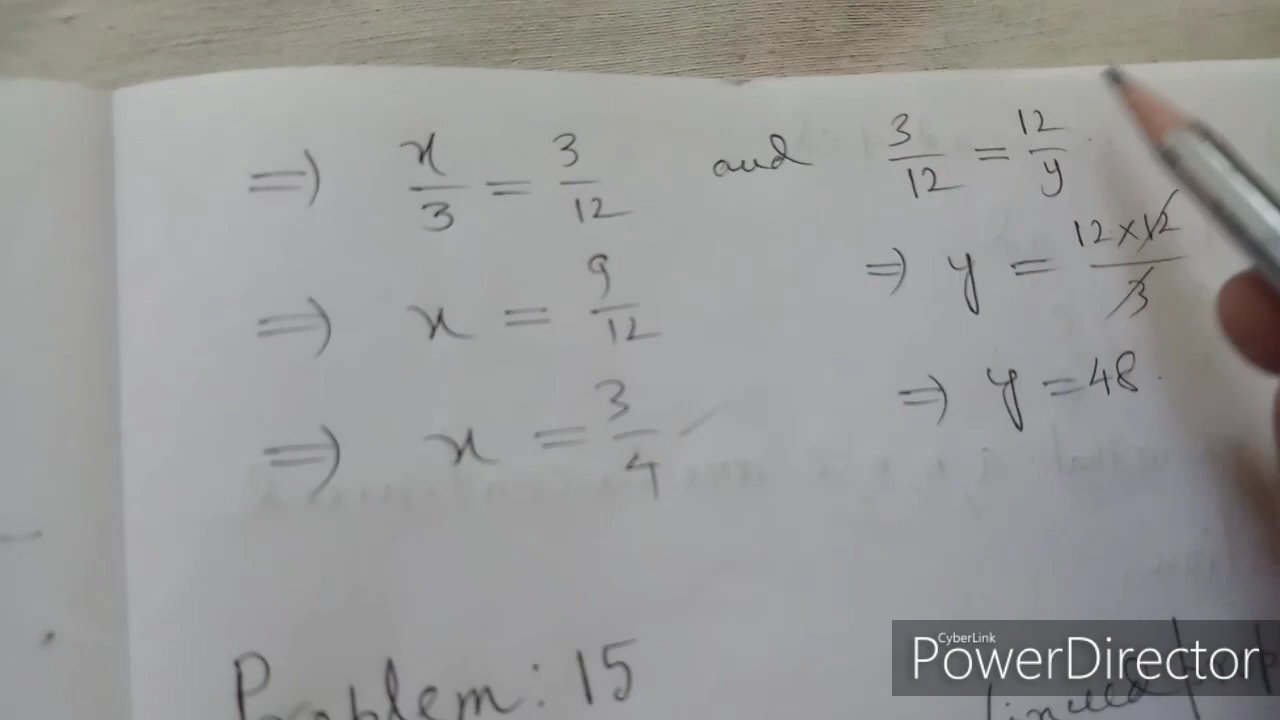 ⇒ x/3 = 3/12 and 3/12 = 12/y
⇒ x = 9/12 ⇒ y = 12×12/3
⇒ x = 3/4 ⇒ y = 48.
Problem: 15
CyberLink
PowerDirector